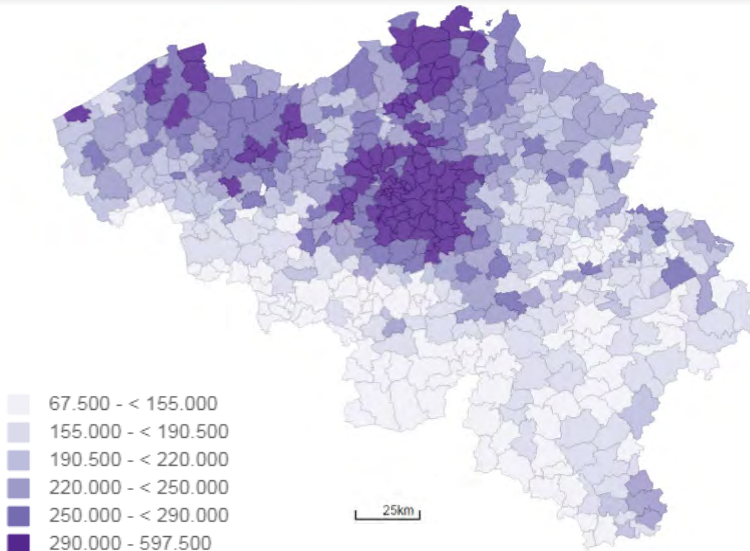 67.500 - < 155.000
155.000 - < 190.500
190.500 - < 220.000
220.000 - < 250.000
250.000 - < 290.000
290.000 - 597.500
25km